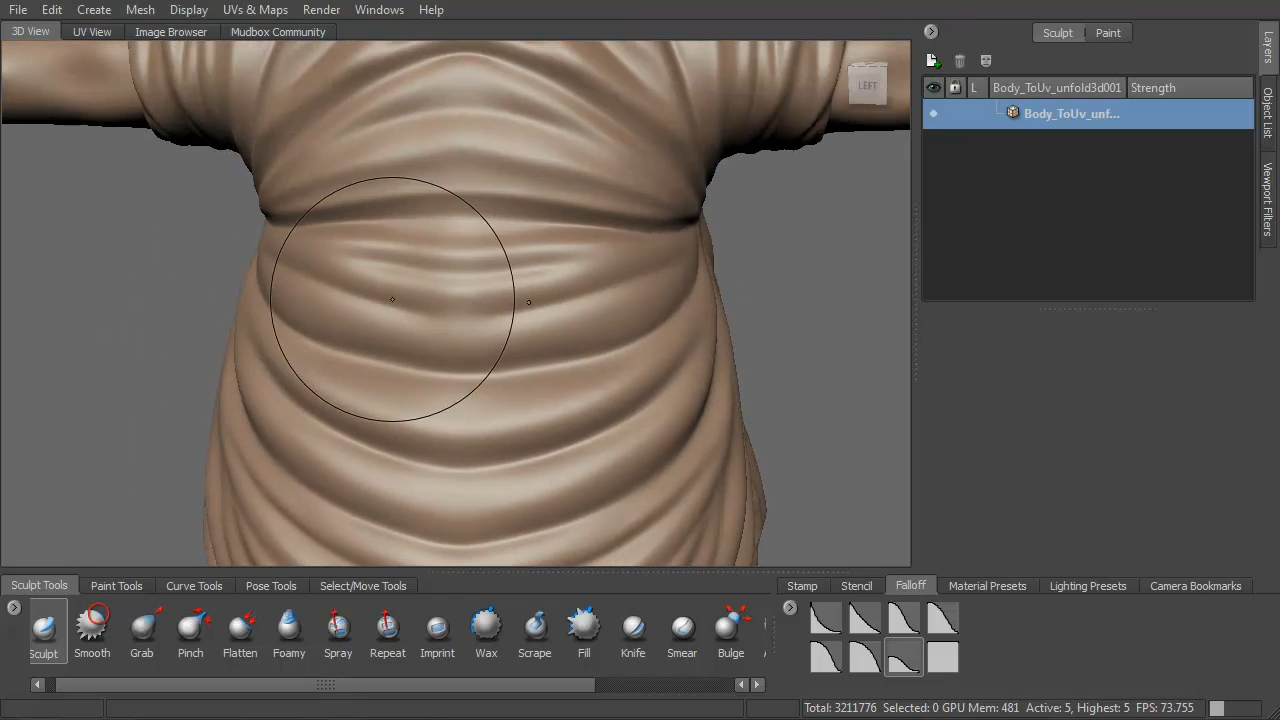 File Edit Create Mesh Display UVs & Maps Render Windows Help
3D View UV View Image Browser Mudbox Community
Sculpt Paint
LEFT
L Body_ToUv_unfold3d001 Strength
Body_ToUv_unf...
Layers
Object List
Viewport Filters
Sculpt Tools Paint Tools Curve Tools Pose Tools Select/Move Tools
Stamp Stencil Falloff Material Presets Lighting Presets Camera Bookmarks
Sculpt Smooth Grab Pinch Flatten Foamy Spray Repeat Imprint Wax Scrape Fill Knife Smear Bulge
Total: 3211776 Selected: 0 GPU Mem: 481 Active: 5, Highest: 5 FPS: 73.755